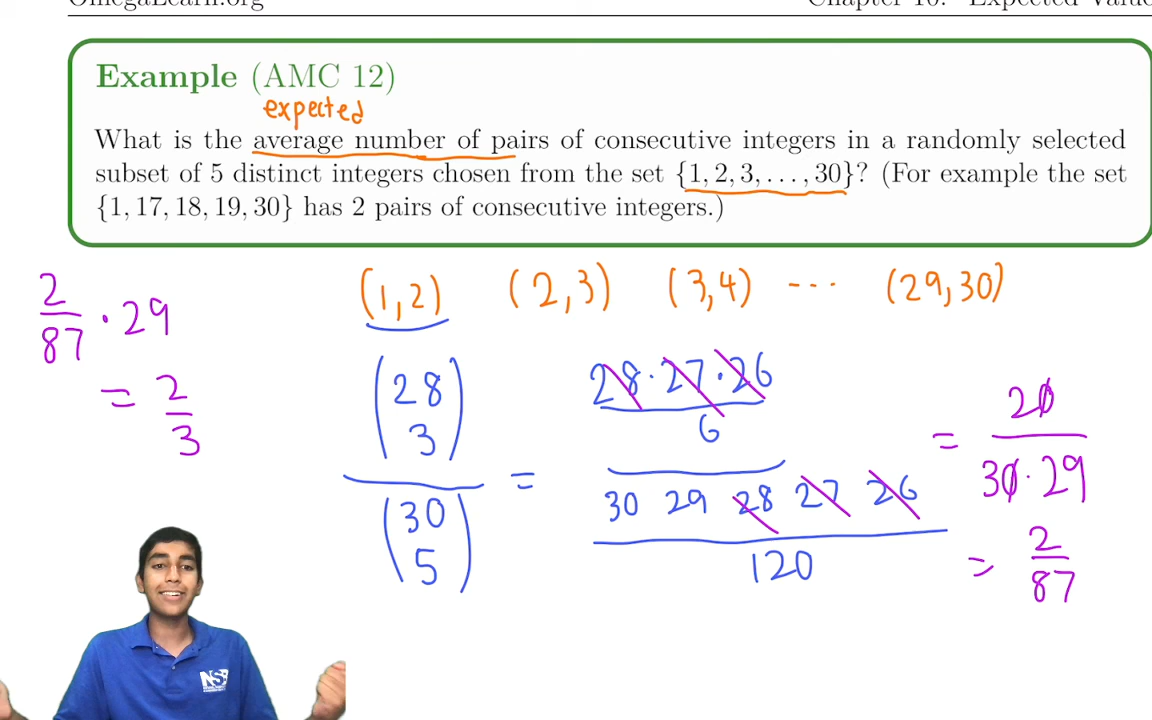 OmegaLearn.org Chapter 10. Expected Value
Example (AMC 12)
expected
What is the average number of pairs of consecutive integers in a randomly selected
subset of 5 distinct integers chosen from the set {1, 2, 3, . . . , 30}? (For example the set
{1, 17, 18, 19, 30} has 2 pairs of consecutive integers.)
(1,2) (2,3) (3,4) ... (29,30)
2/87 · 29
= 2/3
(28 3)/(30 5) = (28·27·26/6)/(30 29 28 27 26/120) = 20/(30·29)
= 2/87
NSF